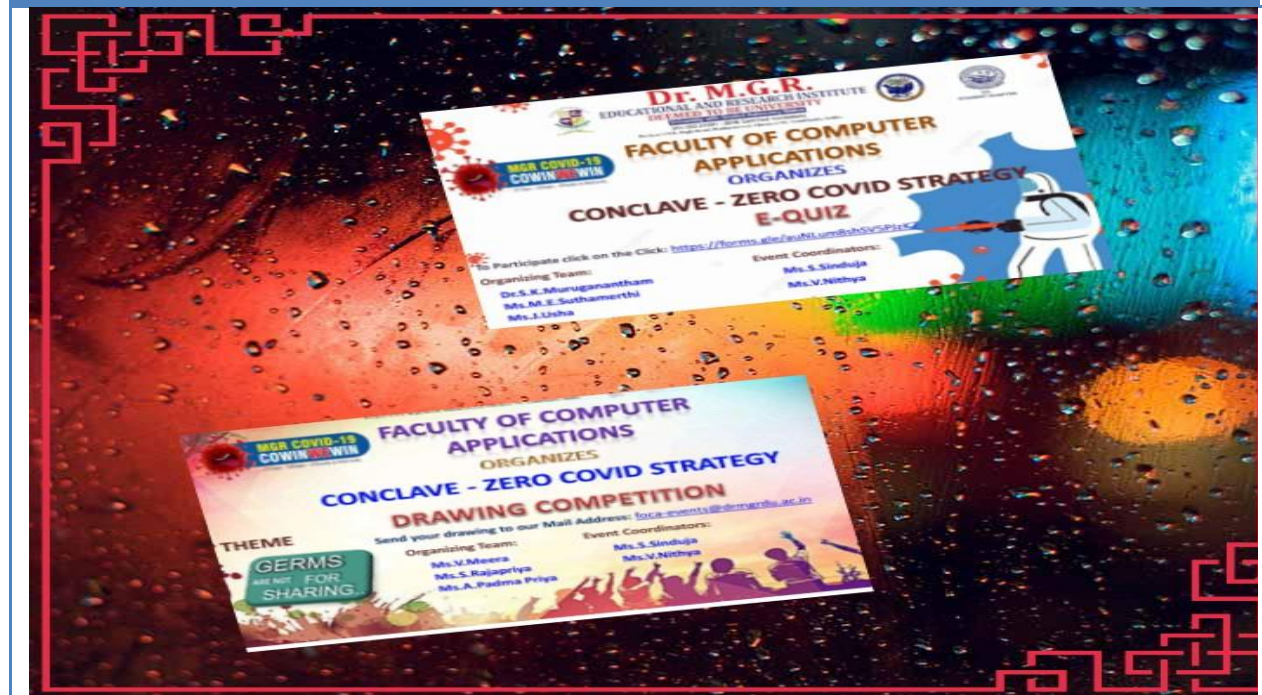 Dr. M.G.R.
EDUCATIONAL AND RESEARCH INSTITUTE
DEEMED TO BE UNIVERSITY
MGR COVID-19
COWINWEWIN
FACULTY OF COMPUTER
APPLICATIONS
ORGANIZES
CONCLAVE - ZERO COVID STRATEGY
E-QUIZ
To Participate click on the Click:
Organizing Team:
Event Coordinators:
Dr.S.K.Muruganantham
Ms.S.Sinduja
Ms.M.E.Suthamerthi
Ms.V.Nithya
Ms.J.Usha
MGR COVID-19
COWINWEWIN
FACULTY OF COMPUTER
APPLICATIONS
ORGANIZES
CONCLAVE - ZERO COVID STRATEGY
DRAWING COMPETITION
Send your drawing to our Mail Address: foca-events@drmgrdu.ac.in
THEME
GERMS
ARE NOT FOR
SHARING
Organizing Team:
Event Coordinators:
Ms.V.Meera
Ms.S.Sinduja
Ms.S.Rajapriya
Ms.V.Nithya
Ms.A.Padma Priya